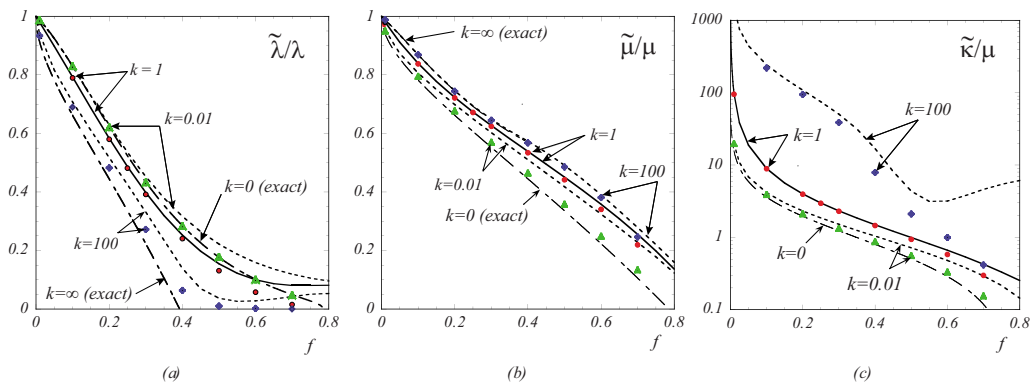 1
0.8
0.6
0.4
0.2
0
0 0.2 0.4 0.6 0.8
λ̃/λ
k = 1
k=0.01
k=0 (exact)
k=100
k=∞ (exact)
f
(a)
1
0.8
0.6
0.4
0.2
0
0 0.2 0.4 0.6 0.8
μ̃/μ
k=∞ (exact)
k=1
k=100
k=0.01
k=0 (exact)
f
(b)
1000
100
10
1
0.1
0 0.2 0.4 0.6 0.8
κ̃/μ
k=100
k=1
k=0
k=0.01
f
(c)